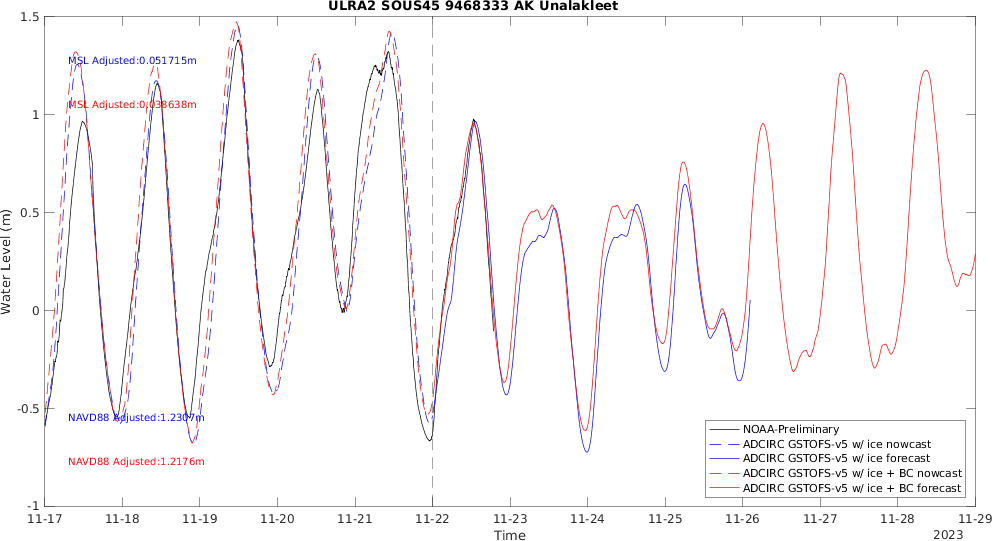 ULRA2 SOUS45 9468333 AK Unalakleet
1.5
1
0.5
0
-0.5
-1
Water Level (m)
MSL Adjusted:0.051715m
MSL Adjusted:0.038638m
NAVD88 Adjusted:1.2307m
NAVD88 Adjusted:1.2176m
NOAA-Preliminary
ADCIRC GSTOFS-v5 w/ ice nowcast
ADCIRC GSTOFS-v5 w/ ice forecast
ADCIRC GSTOFS-v5 w/ ice + BC nowcast
ADCIRC GSTOFS-v5 w/ ice + BC forecast
11-17 11-18 11-19 11-20 11-21 11-22 11-23 11-24 11-25 11-26 11-27 11-28 11-29
Time
2023